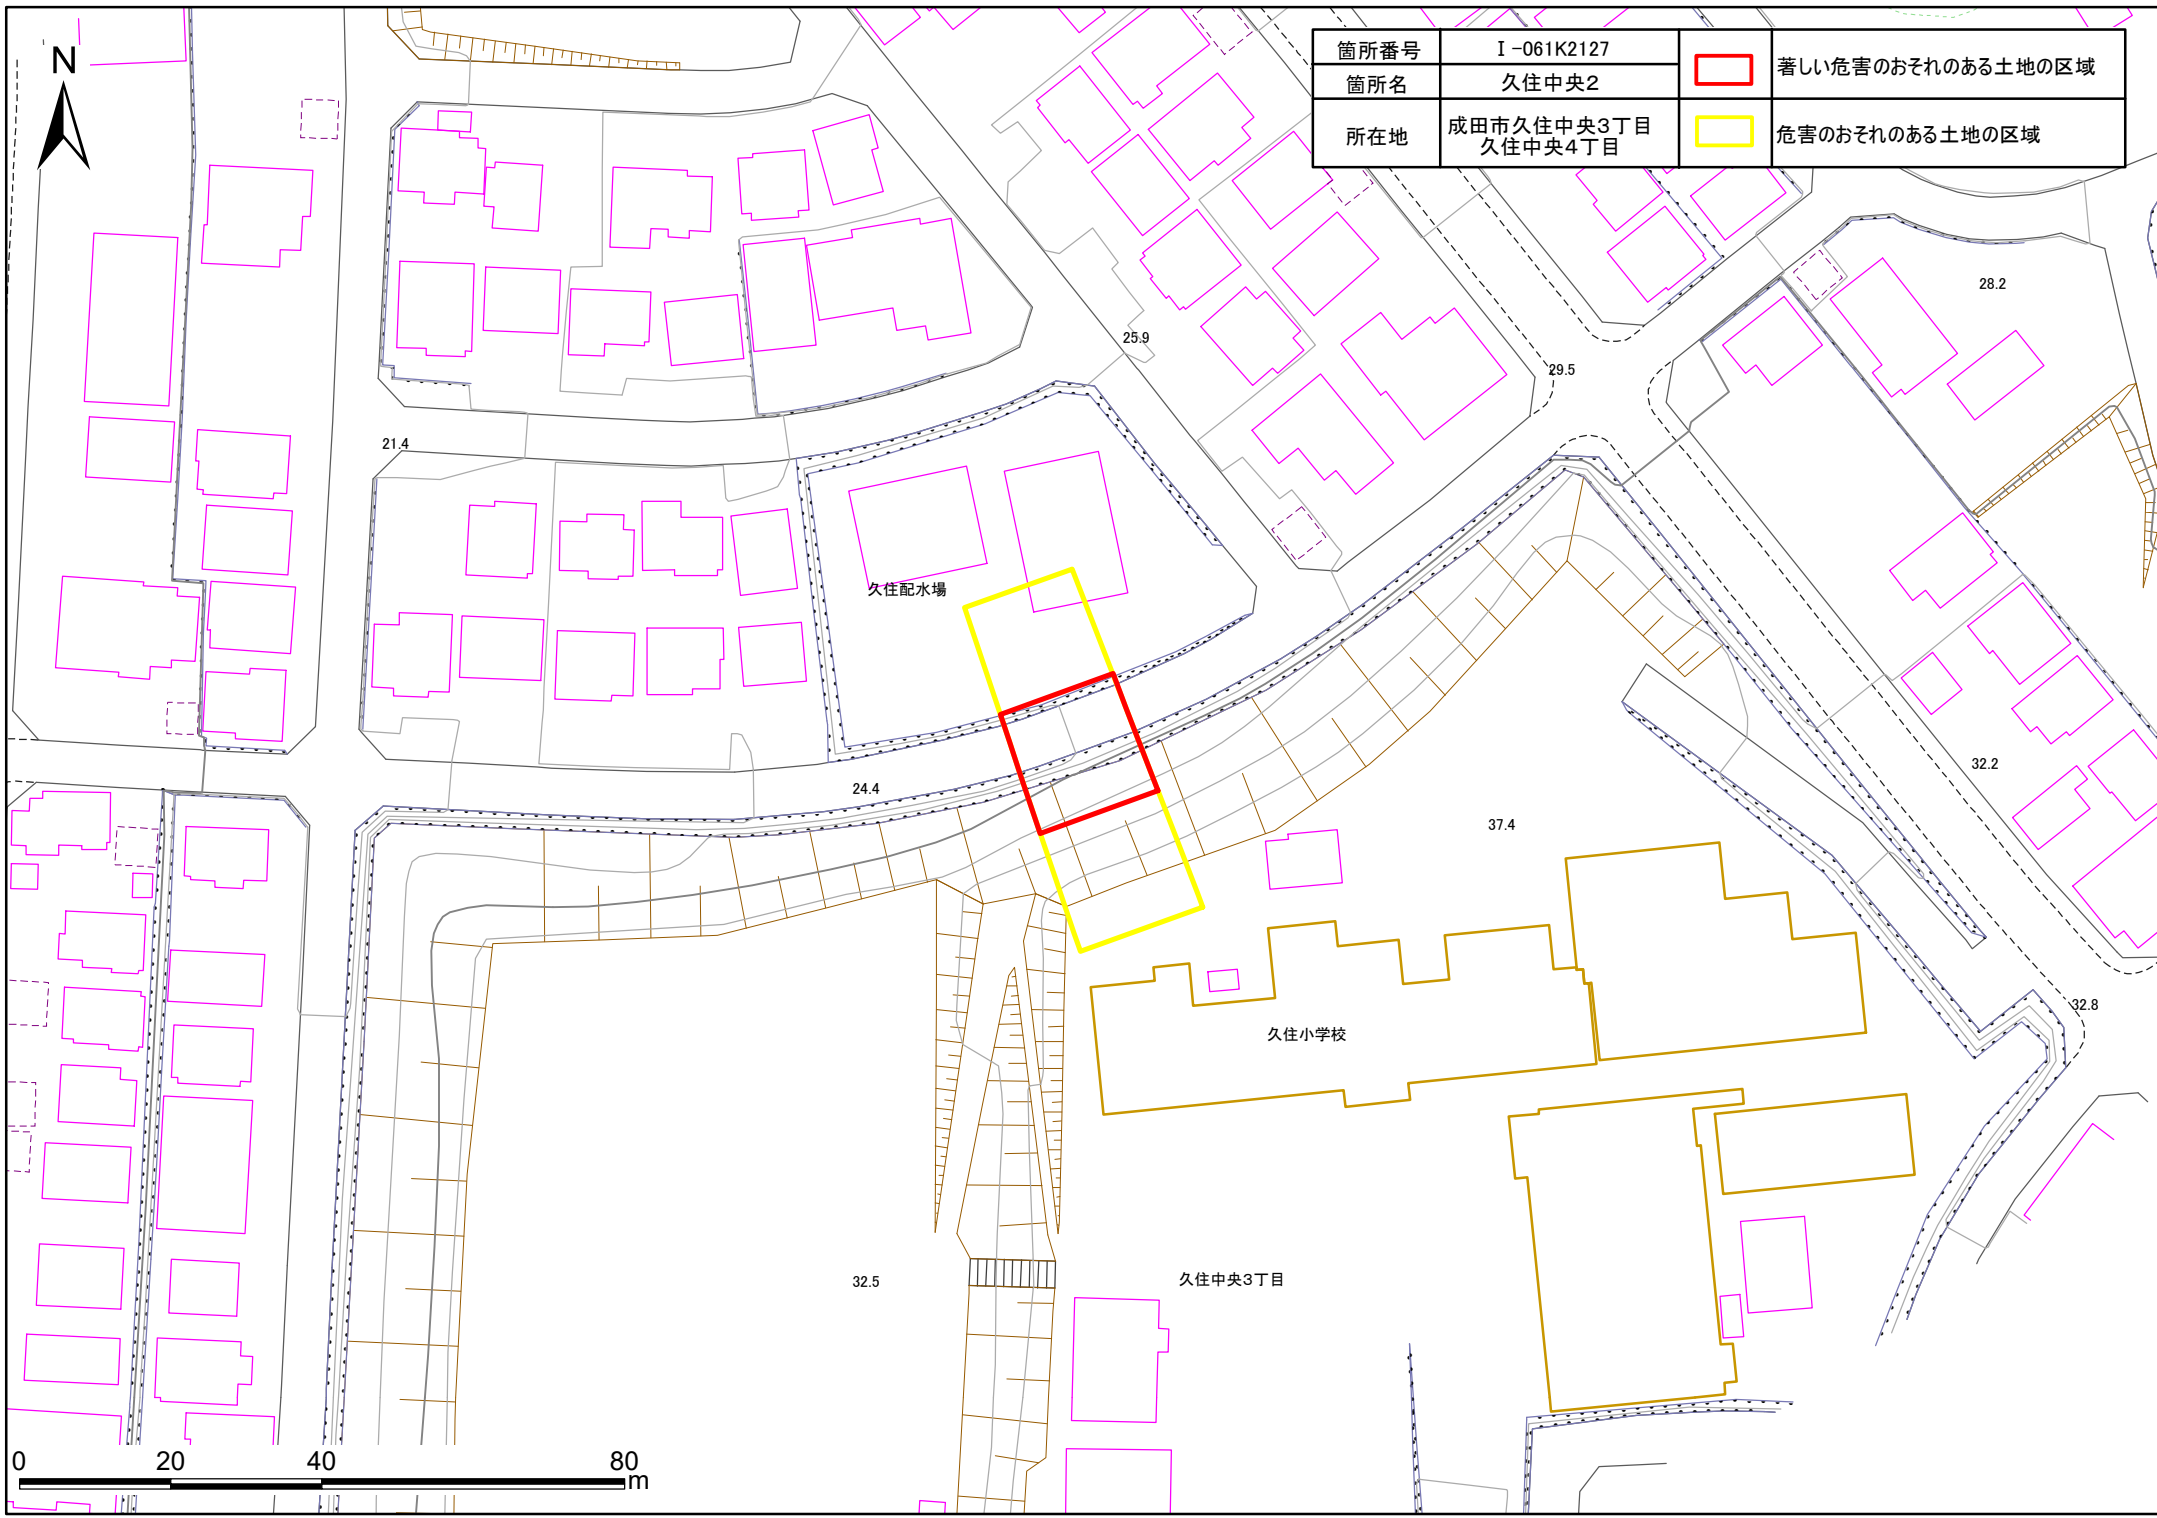 N
箇所番号
Ⅰ-061K2127
著しい危害のおそれのある土地の区域
箇所名
久住中央2
所在地
成田市久住中央3丁目
久住中央4丁目
危害のおそれのある土地の区域
28.2
25.9
29.5
21.4
久住配水場
32.2
24.4
37.4
32.8
久住小学校
32.5
久住中央3丁目
0 20 40 80
m